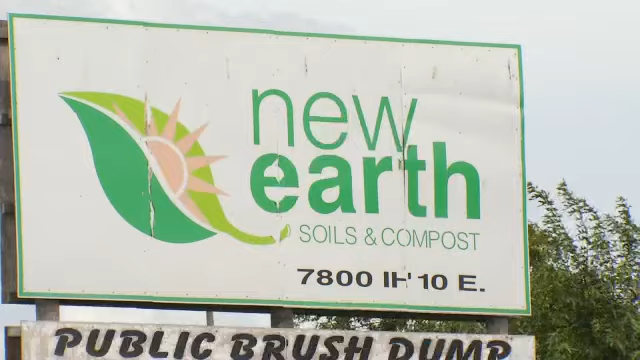 new
earth
SOILS & COMPOST
7800 IH 10 E.
PUBLIC BRUSH DUMP